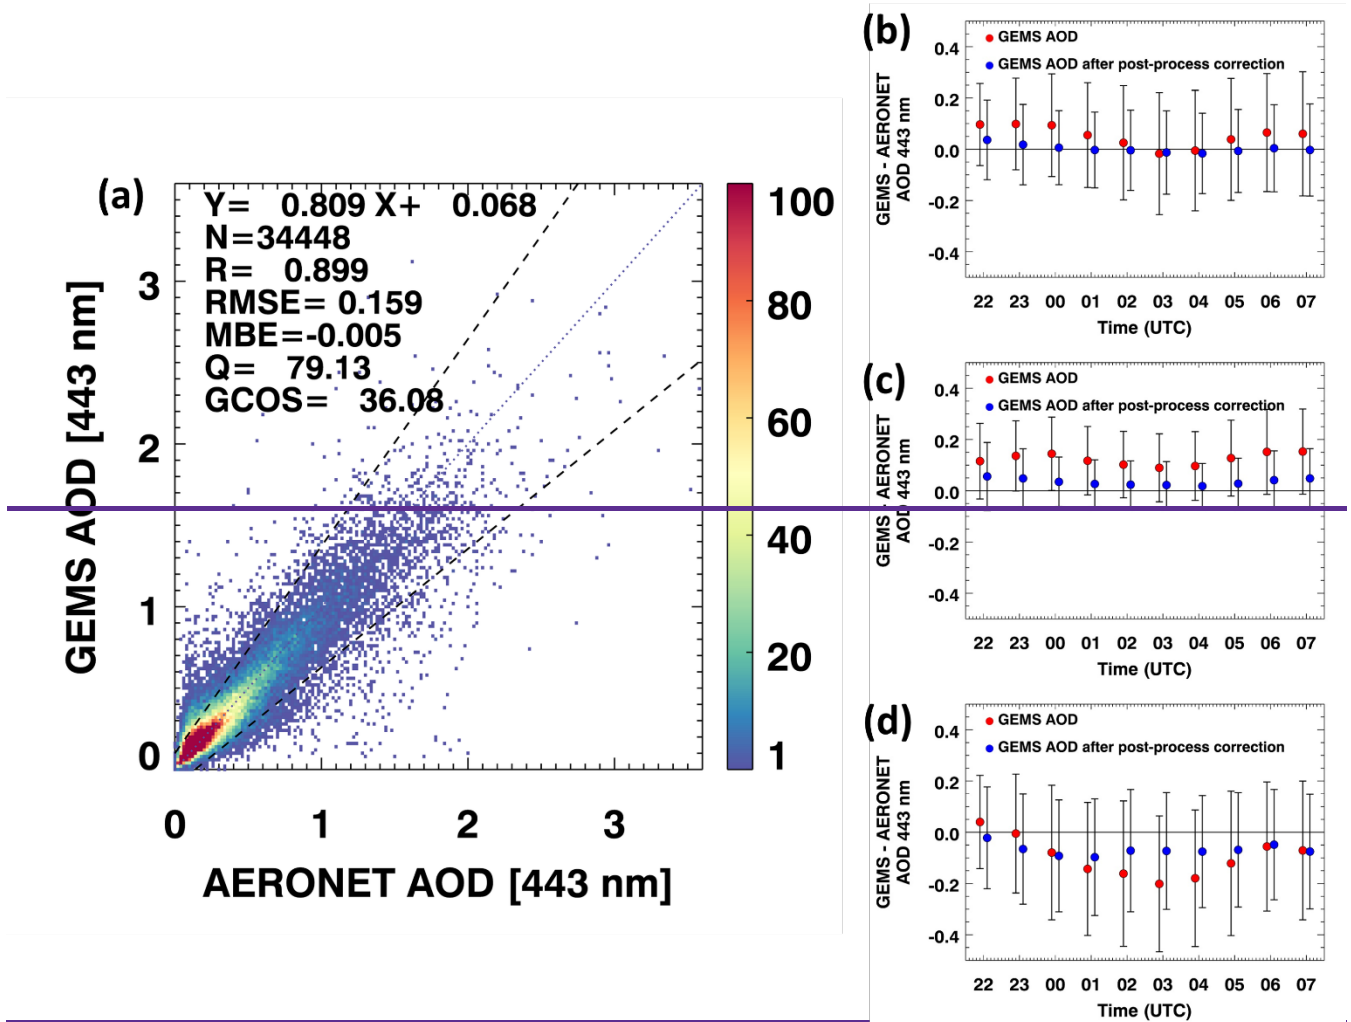 (a)
Y= 0.809 X+ 0.068
N=34448
R= 0.899
RMSE= 0.159
MBE=-0.005
Q= 79.13
GCOS= 36.08
GEMS AOD [443 nm]
3
2
1
0
0 1 2 3
AERONET AOD [443 nm]
100
80
60
40
20
1
(b)
GEMS AOD
GEMS AOD after post-process correction
GEMS - AERONET
AOD 443 nm
0.4
0.2
0.0
-0.2
-0.4
22 23 00 01 02 03 04 05 06 07
Time (UTC)
(c)
GEMS AOD
GEMS AOD after post-process correction
GEMS - AERONET
AOD 443 nm
0.4
0.2
0.0
-0.2
-0.4
22 23 00 01 02 03 04 05 06 07
Time (UTC)
(d)
GEMS AOD
GEMS AOD after post-process correction
GEMS - AERONET
AOD 443 nm
0.4
0.2
0.0
-0.2
-0.4
22 23 00 01 02 03 04 05 06 07
Time (UTC)